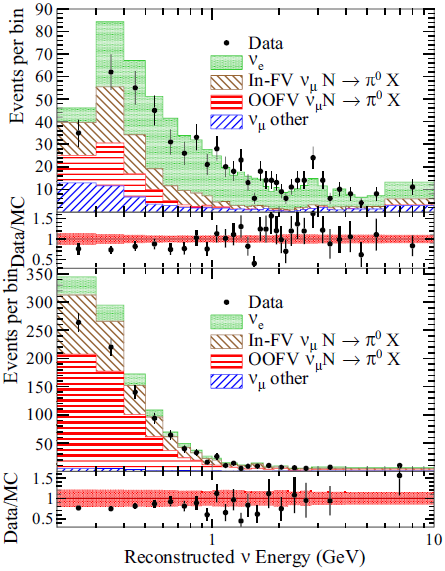 Events per bin
90
80
70
60
50
40
30
20
10
Data
νe
In-FV νμ N → π0 X
OOFV νμN → π0 X
νμ other
Data/MC
1.5
1
0.5
Events per bin
350
300
250
200
150
100
50
Data
νe
In-FV νμ N → π0 X
OOFV νμN → π0 X
νμ other
Data/MC
1.5
1
0.5
1 10
Reconstructed ν Energy (GeV)